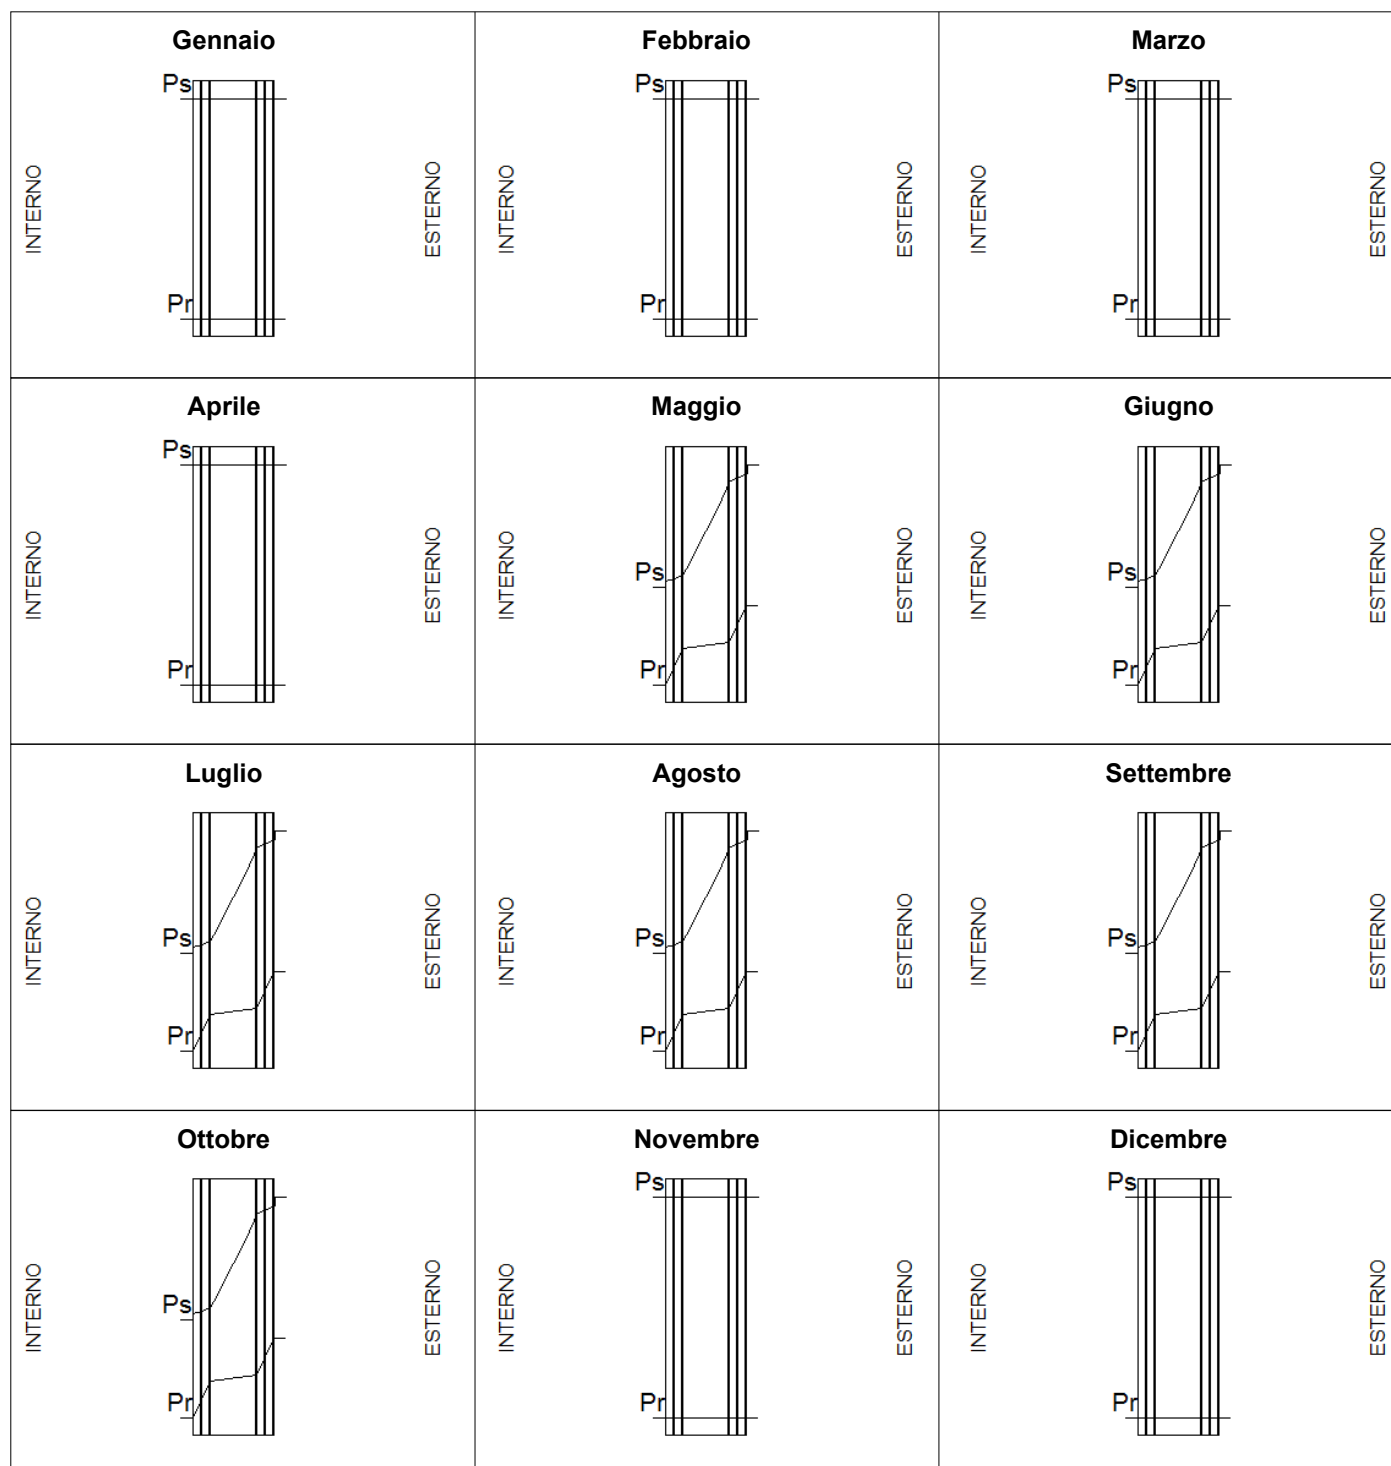 Gennaio
Ps
INTERNO
ESTERNO
Pr
Febbraio
Ps
INTERNO
ESTERNO
Pr
Marzo
Ps
INTERNO
ESTERNO
Pr
Aprile
Ps
INTERNO
ESTERNO
Pr
Maggio
INTERNO
ESTERNO
Ps
Pr
Giugno
INTERNO
ESTERNO
Ps
Pr
Luglio
INTERNO
ESTERNO
Ps
Pr
Agosto
INTERNO
ESTERNO
Ps
Pr
Settembre
INTERNO
ESTERNO
Ps
Pr
Ottobre
INTERNO
ESTERNO
Ps
Pr
Novembre
Ps
INTERNO
ESTERNO
Pr
Dicembre
Ps
INTERNO
ESTERNO
Pr